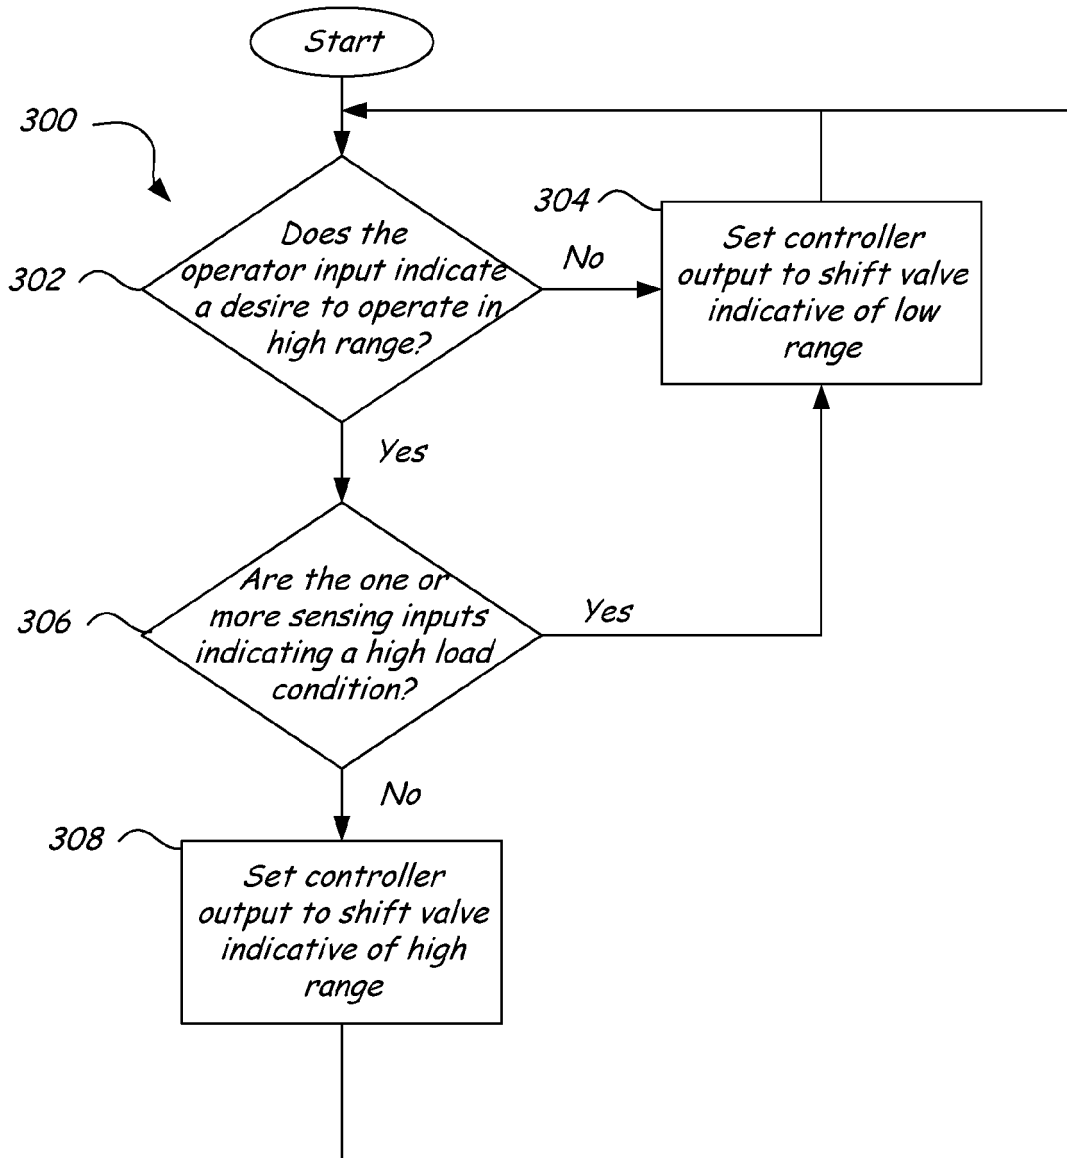 Start
300
302
Does the
operator input indicate
a desire to operate in
high range?
No
304
Set controller
output to shift valve
indicative of low
range
Yes
306
Are the one or
more sensing inputs
indicating a high load
condition?
Yes
No
308
Set controller
output to shift valve
indicative of high
range